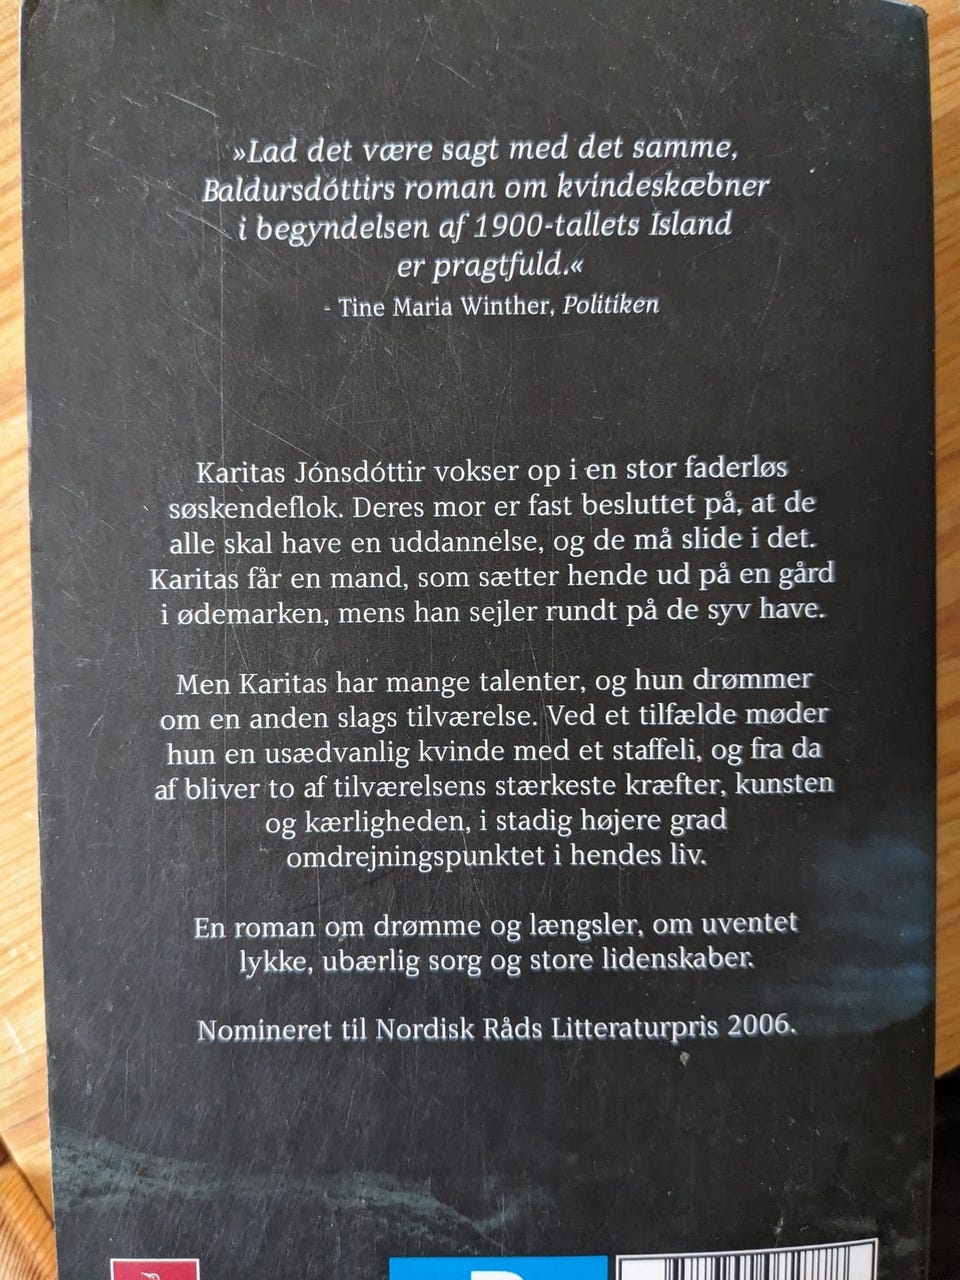 »Lad det være sagt med det samme,
Baldursdóttirs roman om kvindeskæbner
i begyndelsen af 1900-tallets Island
er pragtfuld.«
- Tine Maria Winther, Politiken
Karitas Jónsdóttir vokser op i en stor faderløs
søskendeflok. Deres mor er fast besluttet på, at de
alle skal have en uddannelse, og de må slide i det.
Karitas får en mand, som sætter hende ud på en gård
i ødemarken, mens han sejler rundt på de syv have.
Men Karitas har mange talenter, og hun drømmer
om en anden slags tilværelse. Ved et tilfælde møder
hun en usædvanlig kvinde med et staffeli, og fra da
af bliver to af tilværelsens stærkeste kræfter, kunsten
og kærligheden, i stadig højere grad
omdrejningspunktet i hendes liv.
En roman om drømme og længsler, om uventet
lykke, ubærlig sorg og store lidenskaber.
Nomineret til Nordisk Råds Litteraturpris 2006.